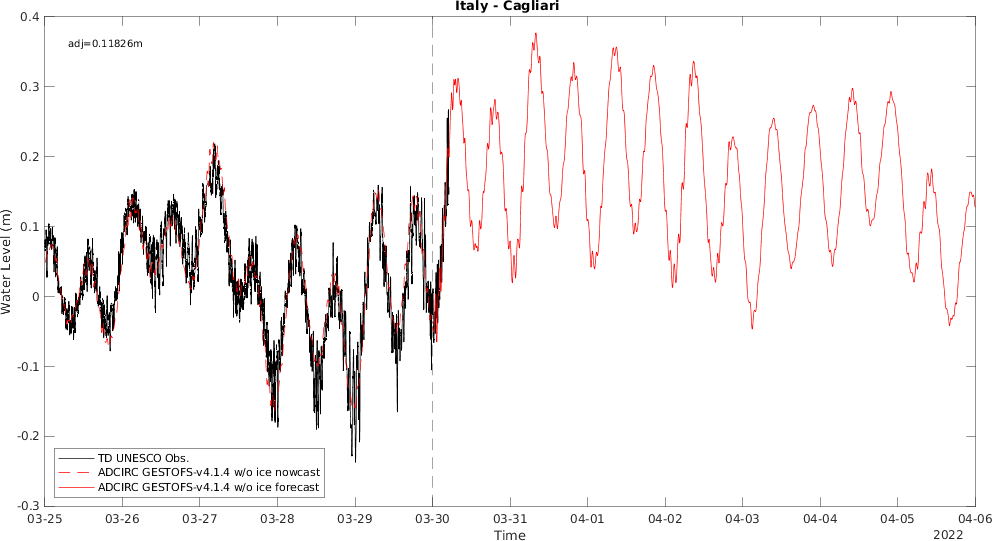 Italy - Cagliari
adj=0.11826m
0.4
0.3
0.2
0.1
0
-0.1
-0.2
-0.3
Water Level (m)
TD UNESCO Obs.
ADCIRC GESTOFS-v4.1.4 w/o ice nowcast
ADCIRC GESTOFS-v4.1.4 w/o ice forecast
03-25 03-26 03-27 03-28 03-29 03-30 03-31 04-01 04-02 04-03 04-04 04-05 04-06
Time
2022